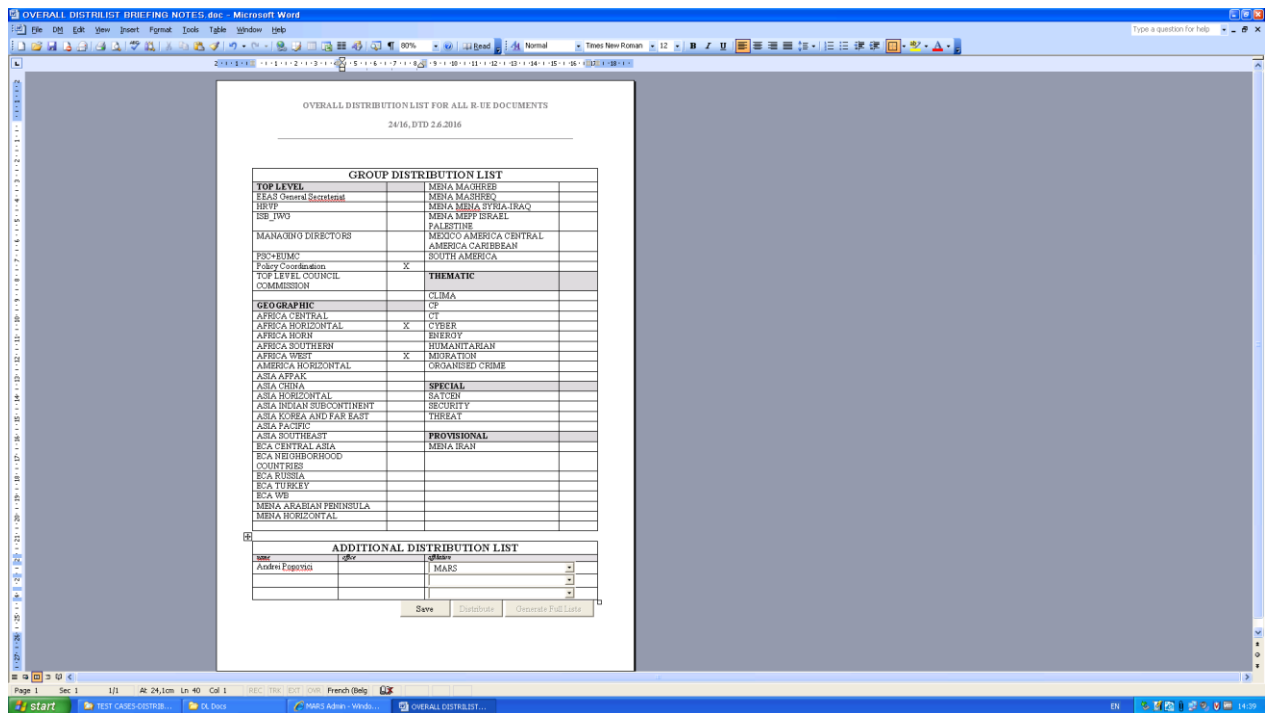 OVERALL DISTRILIST BRIEFING NOTES.doc - Microsoft Word
File DM Edit View Insert Format Tools Table Window Help
Type a question for help
80% Read Normal Times New Roman 12 B I U
OVERALL DISTRIBUTION LIST FOR ALL R-UE DOCUMENTS
24/16, DTD 2.6.2016
GROUP DISTRIBUTION LIST
TOP LEVEL MENA MAGHREB
EEAS General Secreteriat MENA MASHREQ
HRVP MENA MENA SYRIA-IRAQ
ISB_IWG MENA MEPP ISRAEL
PALESTINE
MANAGING DIRECTORS MEXICO AMERICA CENTRAL
AMERICA CARIBBEAN
PSC+EUMC SOUTH AMERICA
Policy Coordination X
TOP LEVEL COUNCIL THEMATIC
COMMISSION
CLIMA
GEOGRAPHIC CP
AFRICA CENTRAL CT
AFRICA HORIZONTAL X CYBER
AFRICA HORN ENERGY
AFRICA SOUTHERN HUMANITARIAN
AFRICA WEST X MIGRATION
AMERICA HORIZONTAL ORGANISED CRIME
ASIA AFPAK
ASIA CHINA SPECIAL
ASIA HORIZONTAL SATCEN
ASIA INDIAN SUBCONTINENT SECURITY
ASIA KOREA AND FAR EAST THREAT
ASIA PACIFIC
ASIA SOUTHEAST PROVISIONAL
ECA CENTRAL ASIA MENA IRAN
ECA NEIGHBORHOOD
COUNTRIES
ECA RUSSIA
ECA TURKEY
ECA WB
MENA ARABIAN PENINSULA
MENA HORIZONTAL
ADDITIONAL DISTRIBUTION LIST
name office affiliation
Andrei Popovici MARS
Save Distribute Generate Full Lists
Page 1 Sec 1 1/1 At 24,1cm Ln 40 Col 1 REC TRK EXT OVR French (Belg
start TEST CASES-DISTRIB... DL Docs MARS Admin - Windo... OVERALL DISTRILIST... EN 14:39